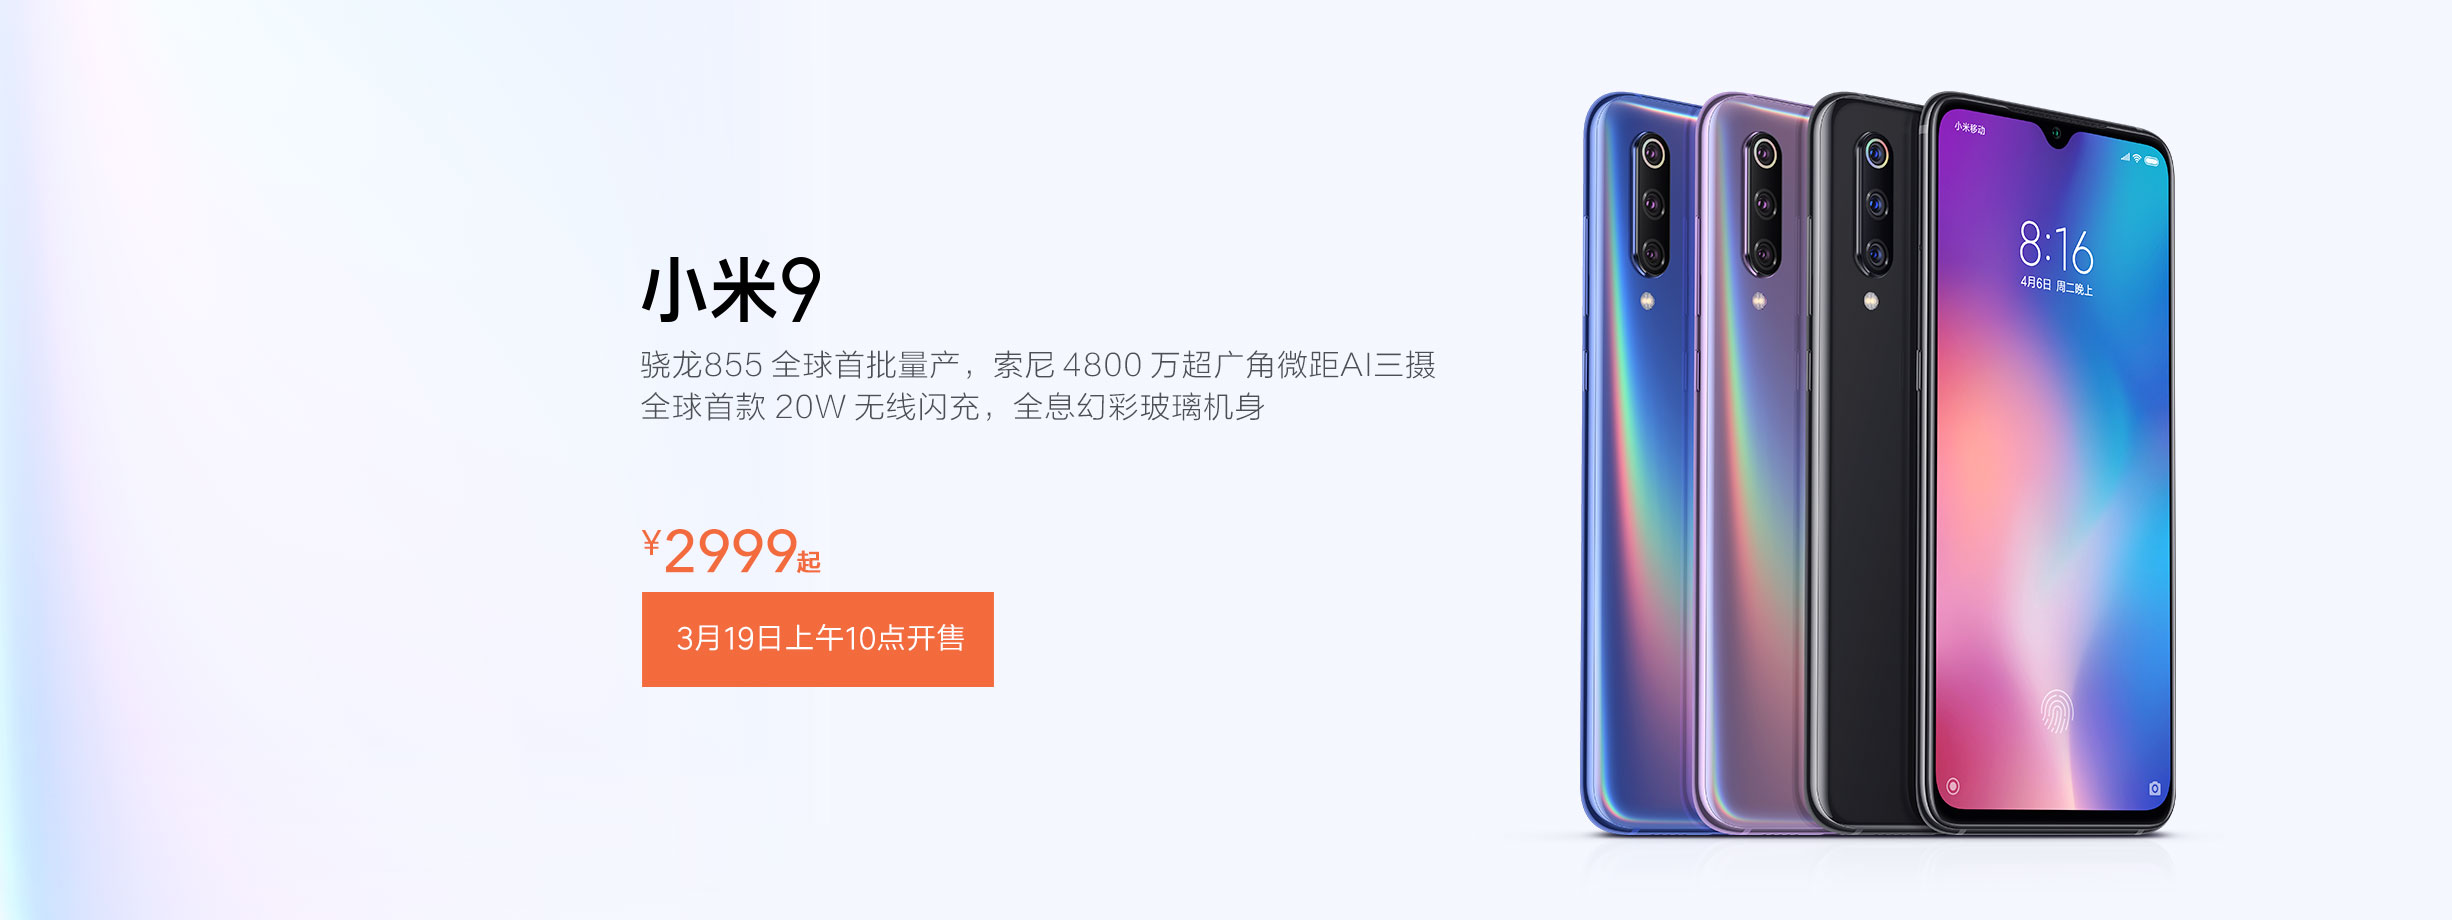 小米9
骁龙855 全球首批量产，索尼 4800 万超广角微距AI三摄
全球首款 20W 无线闪充，全息幻彩玻璃机身
¥2999起
3月19日上午10点开售
小米移动
8:16
4月6日 周二晚上